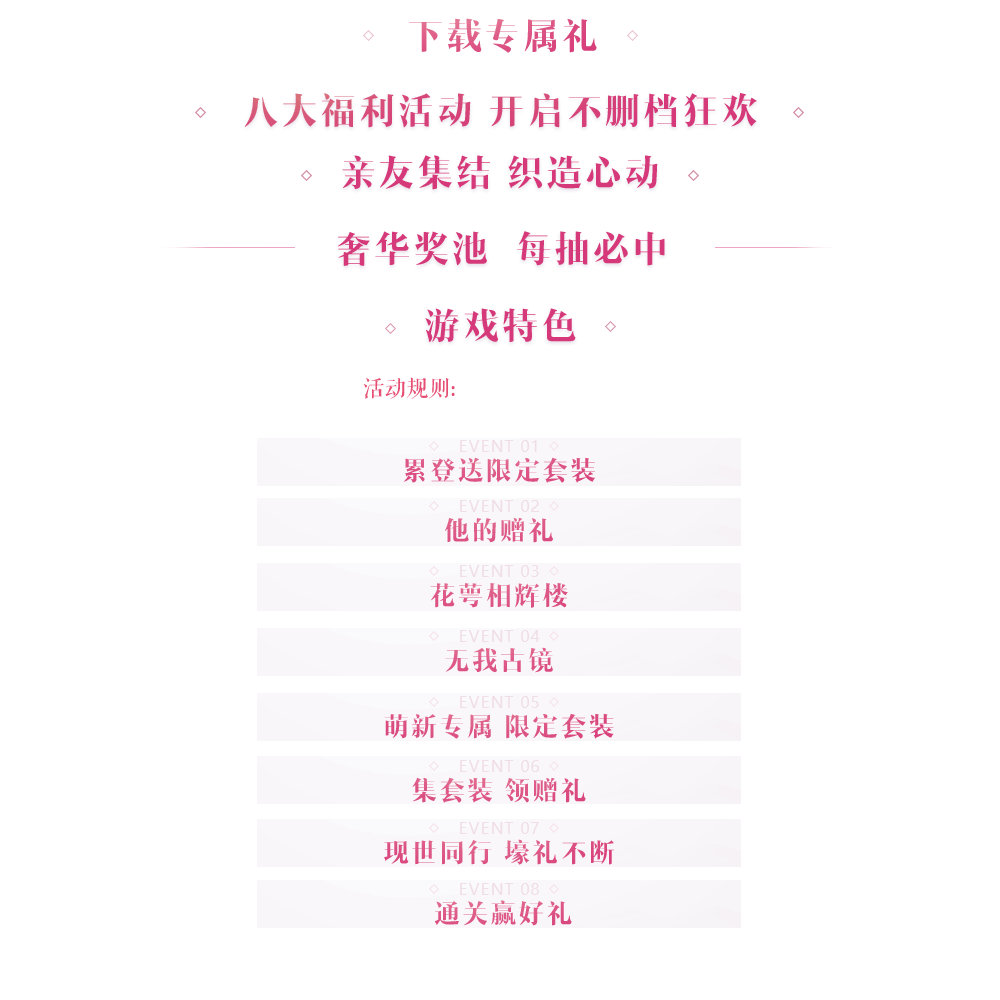 下载专属礼
八大福利活动 开启不删档狂欢
亲友集结 织造心动
奢华奖池 每抽必中
游戏特色
活动规则:
EVENT 01
累登送限定套装
EVENT 02
他的赠礼
EVENT 03
花萼相辉楼
EVENT 04
无我古镜
EVENT 05
萌新专属 限定套装
EVENT 06
集套装 领赠礼
EVENT 07
现世同行 壕礼不断
EVENT 08
通关赢好礼